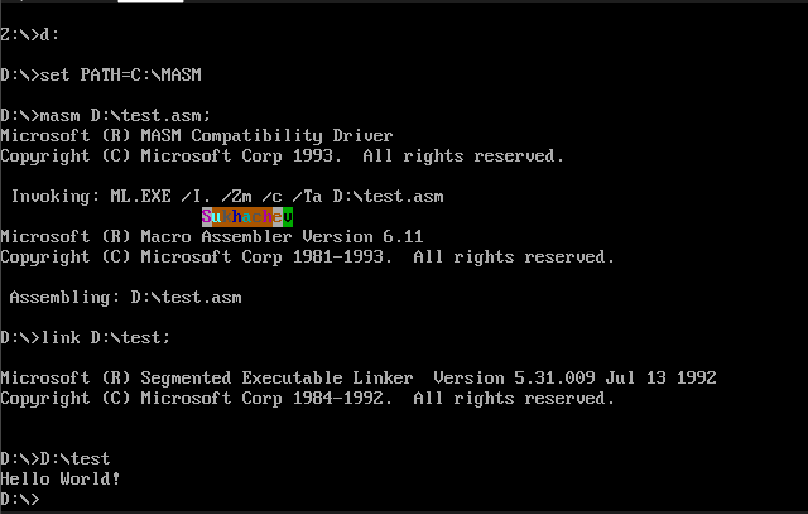 Z:\>d:
D:\>set PATH=C:\MASM
D:\>masm D:\test.asm;
Microsoft (R) MASM Compatibility Driver
Copyright (C) Microsoft Corp 1993.  All rights reserved.
Invoking: ML.EXE /I. /Zm /c /Ta D:\test.asm
Sukhachev
Microsoft (R) Macro Assembler Version 6.11
Copyright (C) Microsoft Corp 1981-1993.  All rights reserved.
Assembling: D:\test.asm
D:\>link D:\test;
Microsoft (R) Segmented Executable Linker  Version 5.31.009 Jul 13 1992
Copyright (C) Microsoft Corp 1984-1992.  All rights reserved.
D:\>D:\test
Hello World!
D:\>